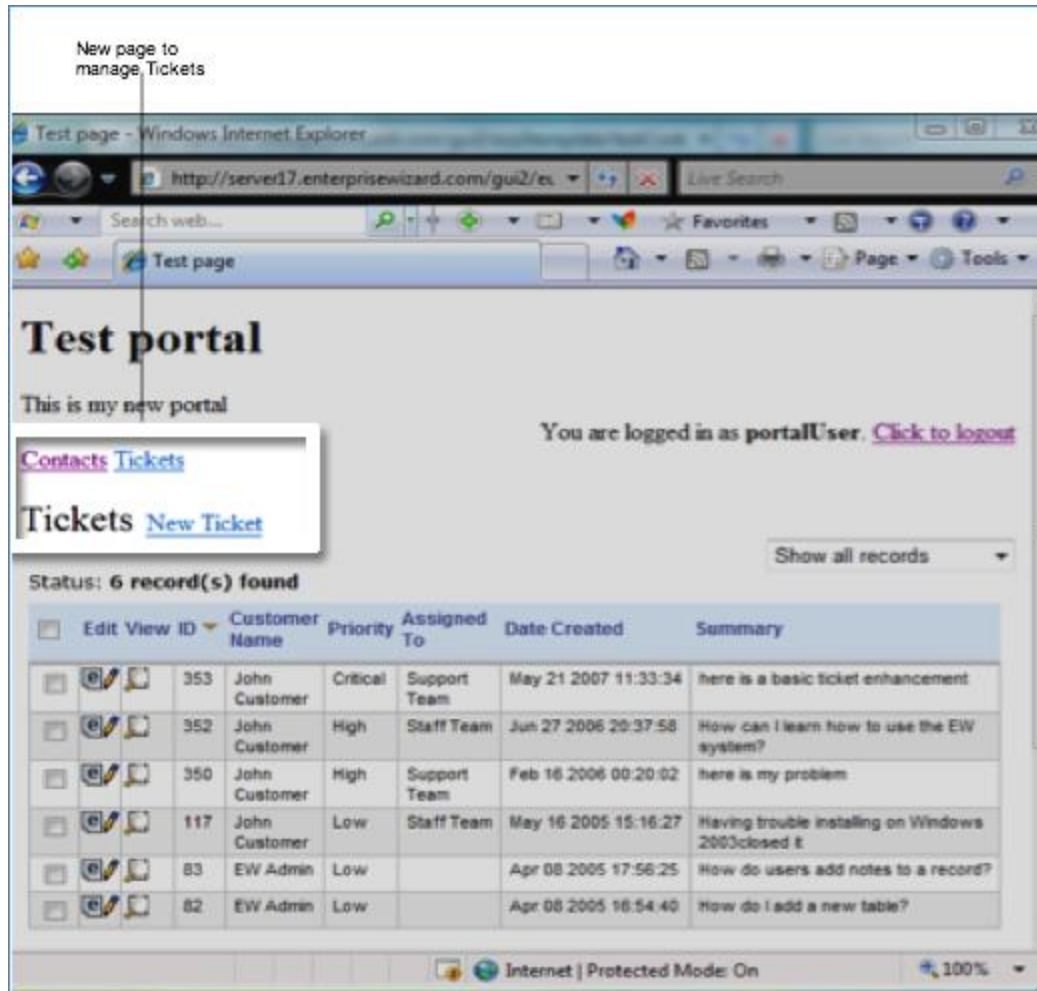 New page to
manage Tickets
Test page - Windows Internet Explorer
http://server17.enterprisewizard.com/gui2/ev
Live Search
Search web...
Favorites
Test page
Page
Tools
Test portal
This is my new portal
You are logged in as portalUser. Click to logout
Contacts Tickets
Tickets New Ticket
Show all records
Status: 6 record(s) found
Edit View ID Customer Name Priority Assigned To Date Created Summary
353 John Customer Critical Support Team May 21 2007 11:33:34 here is a basic ticket enhancement
352 John Customer High Staff Team Jun 27 2006 20:37:58 How can I learn how to use the EW system?
350 John Customer High Support Team Feb 16 2006 00:20:02 here is my problem
117 John Customer Low Staff Team May 16 2005 15:16:27 Having trouble installing on Windows 2003closed it
83 EW Admin Low Apr 08 2005 17:56:25 How do users add notes to a record?
82 EW Admin Low Apr 08 2005 16:54:40 How do I add a new table?
Internet | Protected Mode: On
100%